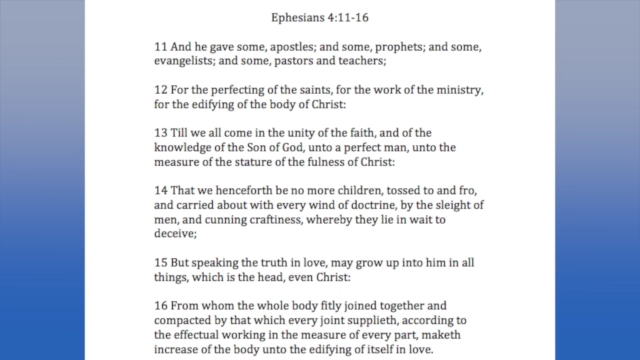 Ephesians 4:11-16
11 And he gave some, apostles; and some, prophets; and some,
evangelists; and some, pastors and teachers;
12 For the perfecting of the saints, for the work of the ministry,
for the edifying of the body of Christ:
13 Till we all come in the unity of the faith, and of the
knowledge of the Son of God, unto a perfect man, unto the
measure of the stature of the fulness of Christ:
14 That we henceforth be no more children, tossed to and fro,
and carried about with every wind of doctrine, by the sleight of
men, and cunning craftiness, whereby they lie in wait to
deceive;
15 But speaking the truth in love, may grow up into him in all
things, which is the head, even Christ:
16 From whom the whole body fitly joined together and
compacted by that which every joint supplieth, according to
the effectual working in the measure of every part, maketh
increase of the body unto the edifying of itself in love.